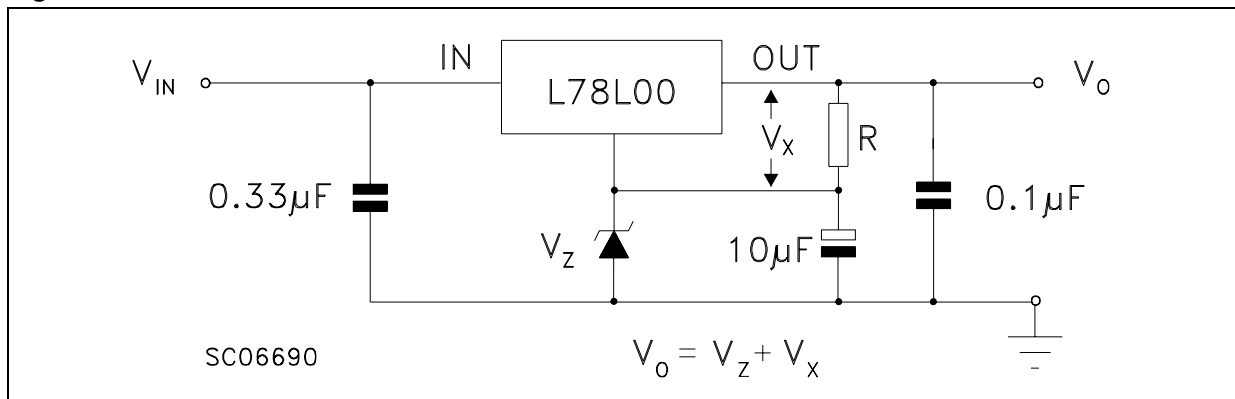 IN
OUT
V_IN
L78L00
V_O
V_X
R
0.33µF
0.1µF
V_Z
10µF
SC06690
V_O = V_Z + V_X